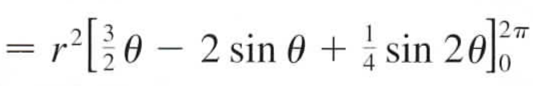 = r²[3/2 θ − 2 sin θ + 1/4 sin 2θ]₀^{2π}